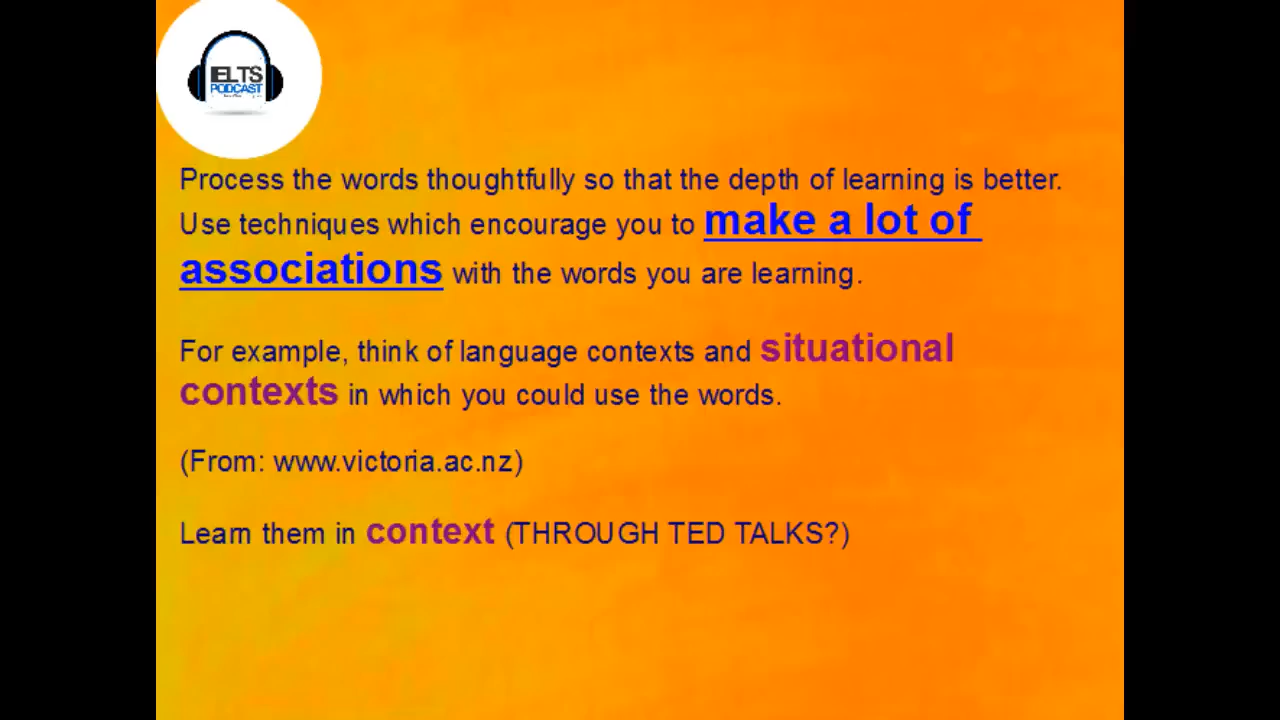 IELTS
PODCAST
Process the words thoughtfully so that the depth of learning is better.
Use techniques which encourage you to make a lot of
associations with the words you are learning.
For example, think of language contexts and situational
contexts in which you could use the words.
(From: www.victoria.ac.nz)
Learn them in context (THROUGH TED TALKS?)